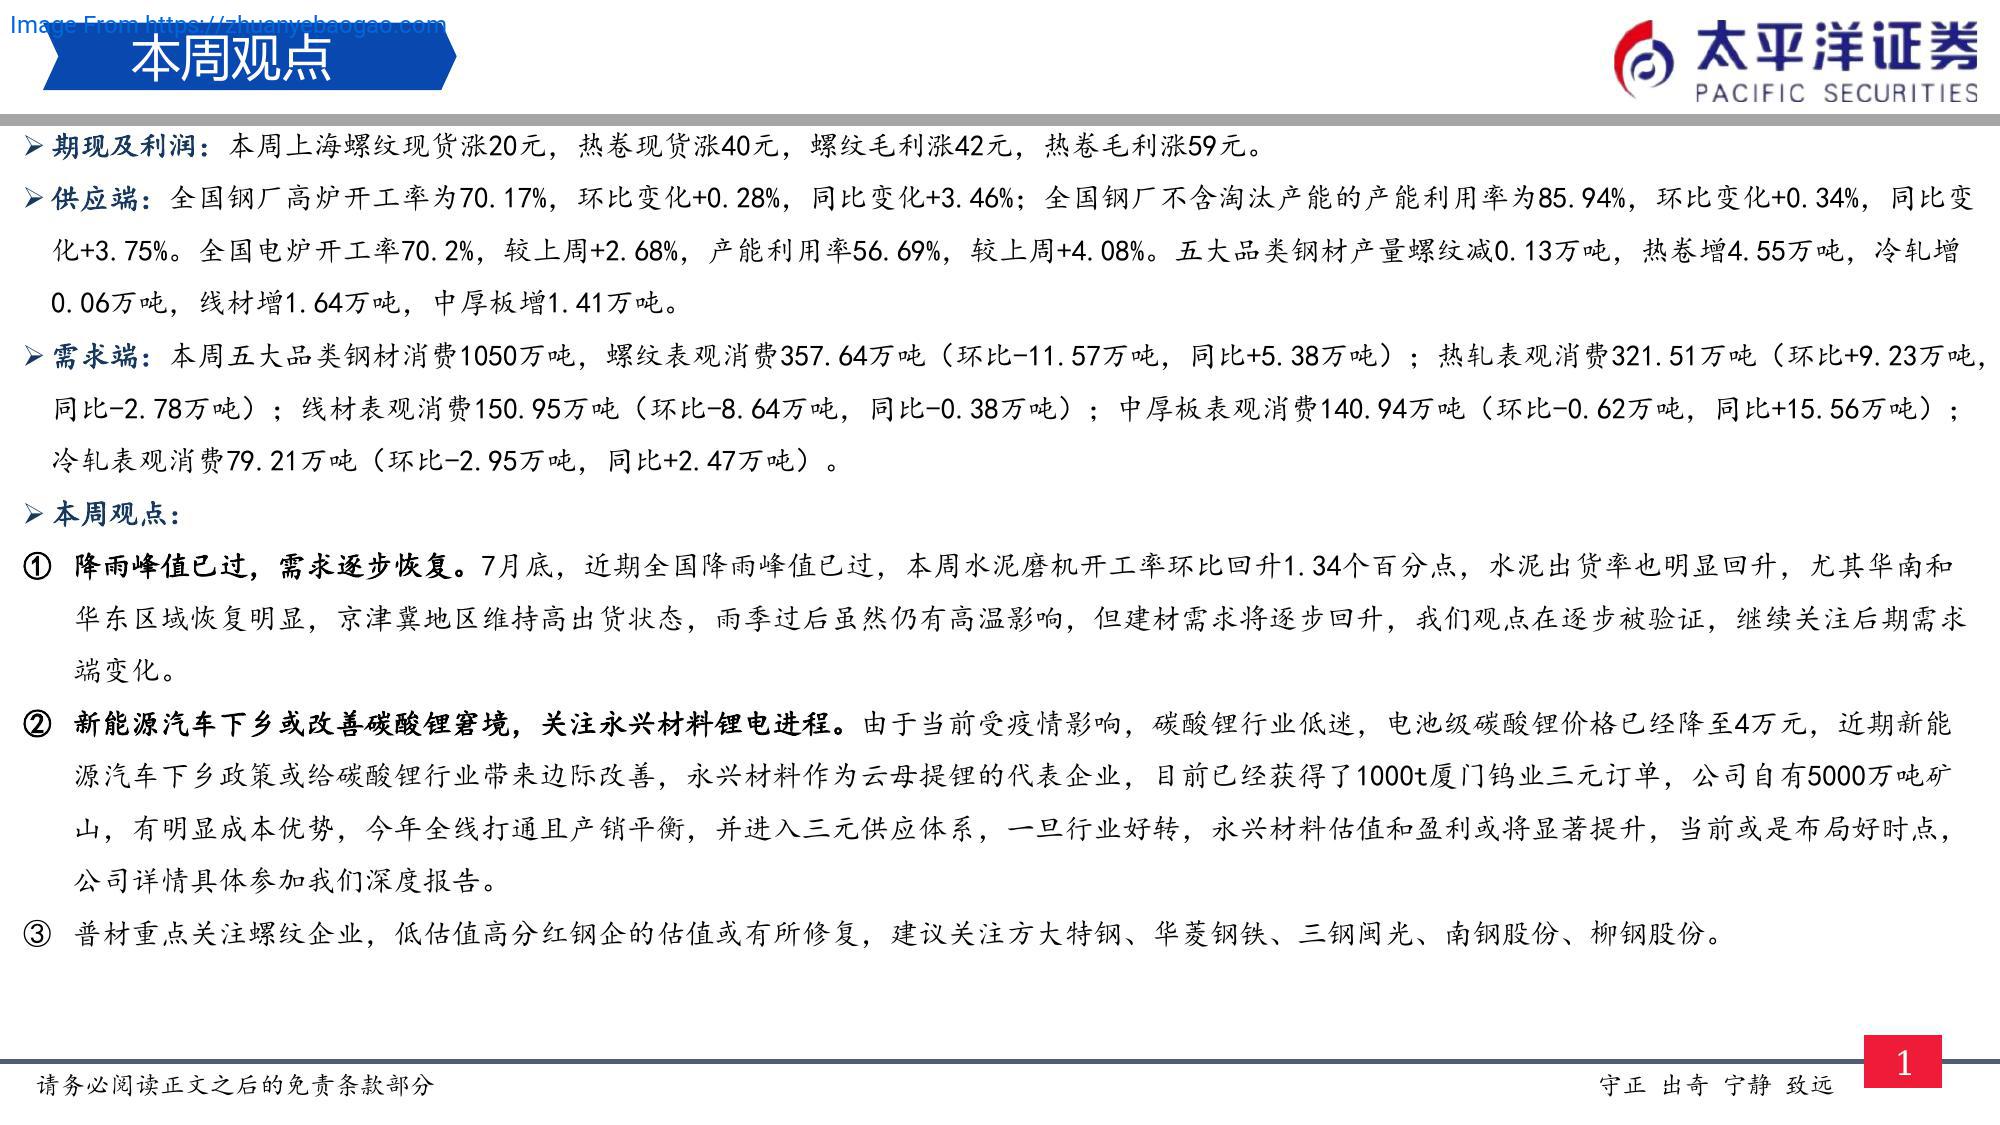 Image From https://zhuanyebaogao.com
本周观点
太平洋证券
PACIFIC SECURITIES
➢ 期现及利润：本周上海螺纹现货涨20元，热卷现货涨40元，螺纹毛利涨42元，热卷毛利涨59元。
➢ 供应端：全国钢厂高炉开工率为70.17%，环比变化+0.28%，同比变化+3.46%；全国钢厂不含淘汰产能的产能利用率为85.94%，环比变化+0.34%，同比变
化+3.75%。全国电炉开工率70.2%，较上周+2.68%，产能利用率56.69%，较上周+4.08%。五大品类钢材产量螺纹减0.13万吨，热卷增4.55万吨，冷轧增
0.06万吨，线材增1.64万吨，中厚板增1.41万吨。
➢ 需求端：本周五大品类钢材消费1050万吨，螺纹表观消费357.64万吨（环比-11.57万吨，同比+5.38万吨）；热轧表观消费321.51万吨（环比+9.23万吨，
同比-2.78万吨）；线材表观消费150.95万吨（环比-8.64万吨，同比-0.38万吨）；中厚板表观消费140.94万吨（环比-0.62万吨，同比+15.56万吨）；
冷轧表观消费79.21万吨（环比-2.95万吨，同比+2.47万吨）。
➢ 本周观点：
① 降雨峰值已过，需求逐步恢复。7月底，近期全国降雨峰值已过，本周水泥磨机开工率环比回升1.34个百分点，水泥出货率也明显回升，尤其华南和
华东区域恢复明显，京津冀地区维持高出货状态，雨季过后虽然仍有高温影响，但建材需求将逐步回升，我们观点在逐步被验证，继续关注后期需求
端变化。
② 新能源汽车下乡或改善碳酸锂窘境，关注永兴材料锂电进程。由于当前受疫情影响，碳酸锂行业低迷，电池级碳酸锂价格已经降至4万元，近期新能
源汽车下乡政策或给碳酸锂行业带来边际改善，永兴材料作为云母提锂的代表企业，目前已经获得了1000t厦门钨业三元订单，公司自有5000万吨矿
山，有明显成本优势，今年全线打通且产销平衡，并进入三元供应体系，一旦行业好转，永兴材料估值和盈利或将显著提升，当前或是布局好时点，
公司详情具体参加我们深度报告。
③ 普材重点关注螺纹企业，低估值高分红钢企的估值或有所修复，建议关注方大特钢、华菱钢铁、三钢闽光、南钢股份、柳钢股份。
请务必阅读正文之后的免责条款部分
守正 出奇 宁静 致远
1